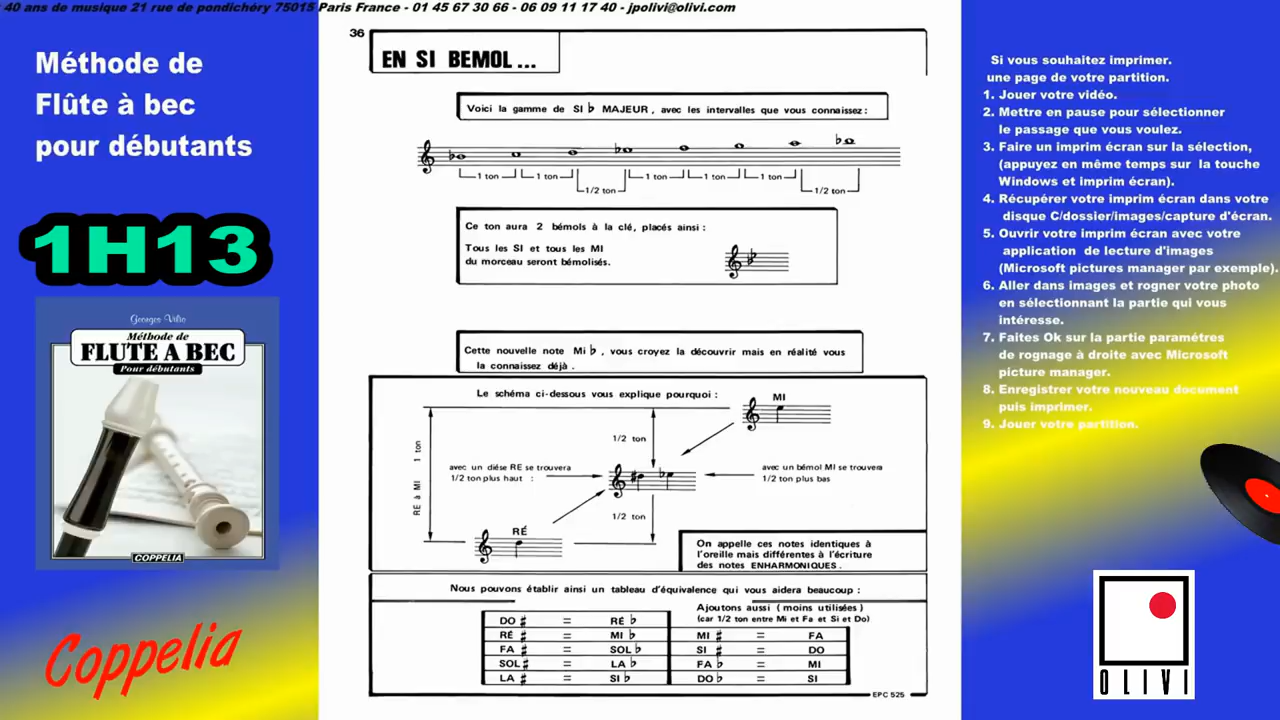 40 ans de musique 21 rue de pondichéry 75015 Paris France - 01 45 67 30 66 - 06 09 11 17 40 - jpolivi@olivi.com
Méthode de
Flûte à bec
pour débutants
1H13
Georges Vilio
Méthode de
FLUTE A BEC
Pour débutants
COPPELIA
Coppelia
36
EN SI BEMOL...
Voici la gamme de SI ♭ MAJEUR, avec les intervalles que vous connaissez :
1 ton 1 ton 1/2 ton 1 ton 1 ton 1 ton 1/2 ton
Ce ton aura 2 bémols à la clé, placés ainsi :
Tous les SI et tous les MI
du morceau seront bémolisés.
Cette nouvelle note Mi ♭, vous croyez la découvrir mais en réalité vous
la connaissez déjà.
Le schéma ci-dessous vous explique pourquoi :
MI
1/2 ton
RE à MI 1 ton
avec un dièse RE se trouvera
1/2 ton plus haut :
avec un bémol MI se trouvera
1/2 ton plus bas
1/2 ton
RÉ
On appelle ces notes identiques à
l'oreille mais différentes à l'écriture
des notes ENHARMONIQUES.
Nous pouvons établir ainsi un tableau d'équivalence qui vous aidera beaucoup :
DO ♯ = RÉ ♭
RÉ ♯ = MI ♭
FA ♯ = SOL ♭
SOL ♯ = LA ♭
LA ♯ = SI ♭
Ajoutons aussi ( moins utilisées )
(car 1/2 ton entre Mi et Fa et Si et Do)
MI ♯ = FA
SI ♯ = DO
FA ♭ = MI
DO ♭ = SI
EPC 525
Si vous souhaitez imprimer.
une page de votre partition.
1. Jouer votre vidéo.
2. Mettre en pause pour sélectionner
le passage que vous voulez.
3. Faire un imprim écran sur la sélection,
(appuyez en même temps sur la touche
Windows et imprim écran).
4. Récupérer votre imprim écran dans votre
disque C/dossier/images/capture d'écran.
5. Ouvrir votre imprim écran avec votre
application de lecture d'images
(Microsoft pictures manager par exemple).
6. Aller dans images et rogner votre photo
en sélectionnant la partie qui vous
intéresse.
7. Faites Ok sur la partie paramétres
de rognage à droite avec Microsoft
picture manager.
8. Enregistrer votre nouveau document
puis imprimer.
9. Jouer votre partition.
OLIVI